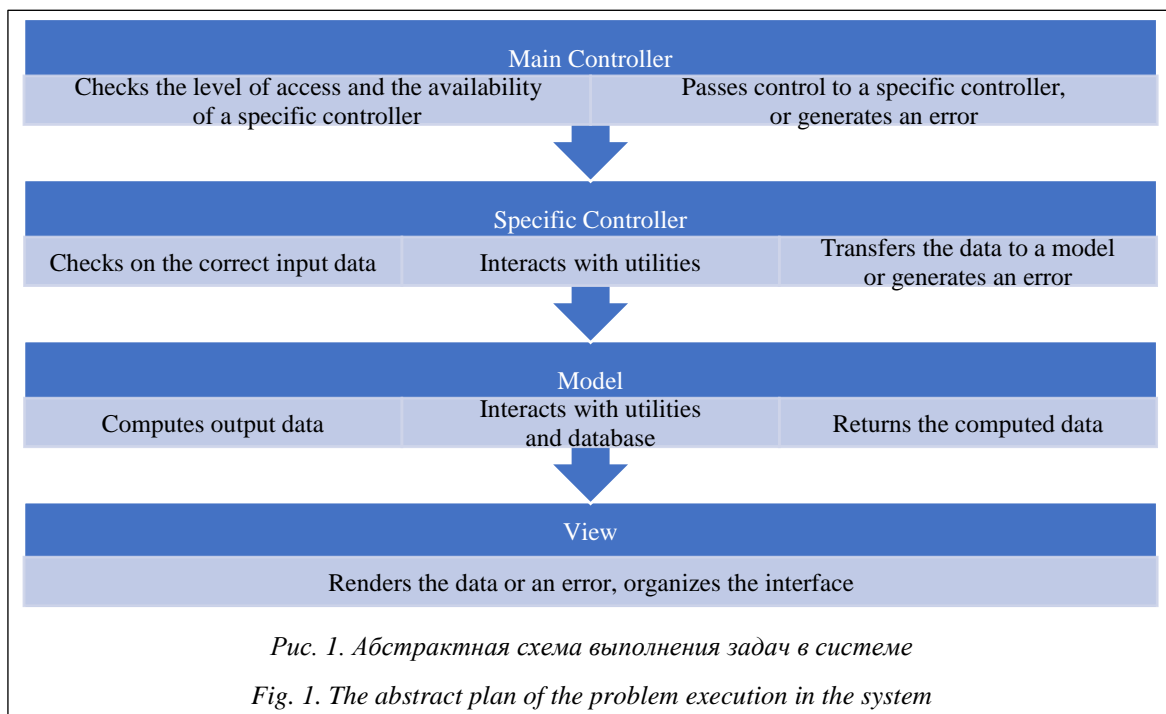 Main Controller
Checks the level of access and the availability
of a specific controller
Passes control to a specific controller,
or generates an error
Specific Controller
Checks on the correct input data
Interacts with utilities
Transfers the data to a model
or generates an error
Model
Computes output data
Interacts with utilities
and database
Returns the computed data
View
Renders the data or an error, organizes the interface
Рис. 1. Абстрактная схема выполнения задач в системе
Fig. 1. The abstract plan of the problem execution in the system